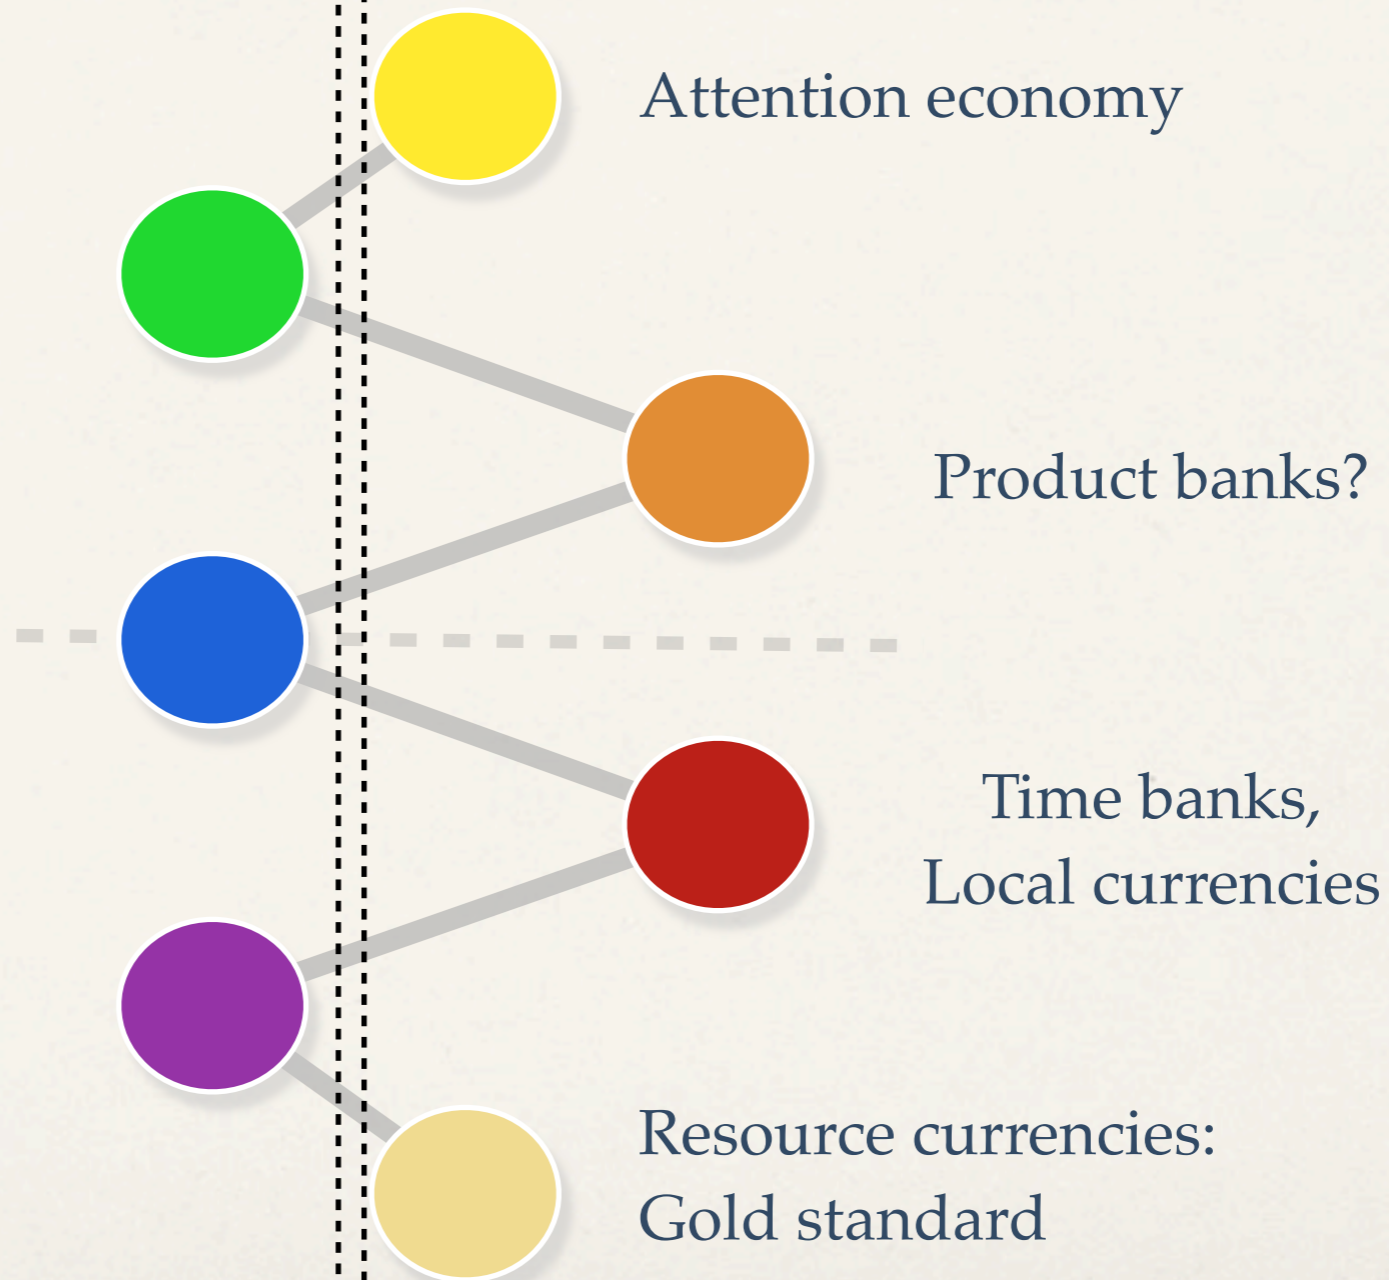 Attention economy
Product banks?
Time banks,
Local currencies
Resource currencies:
Gold standard